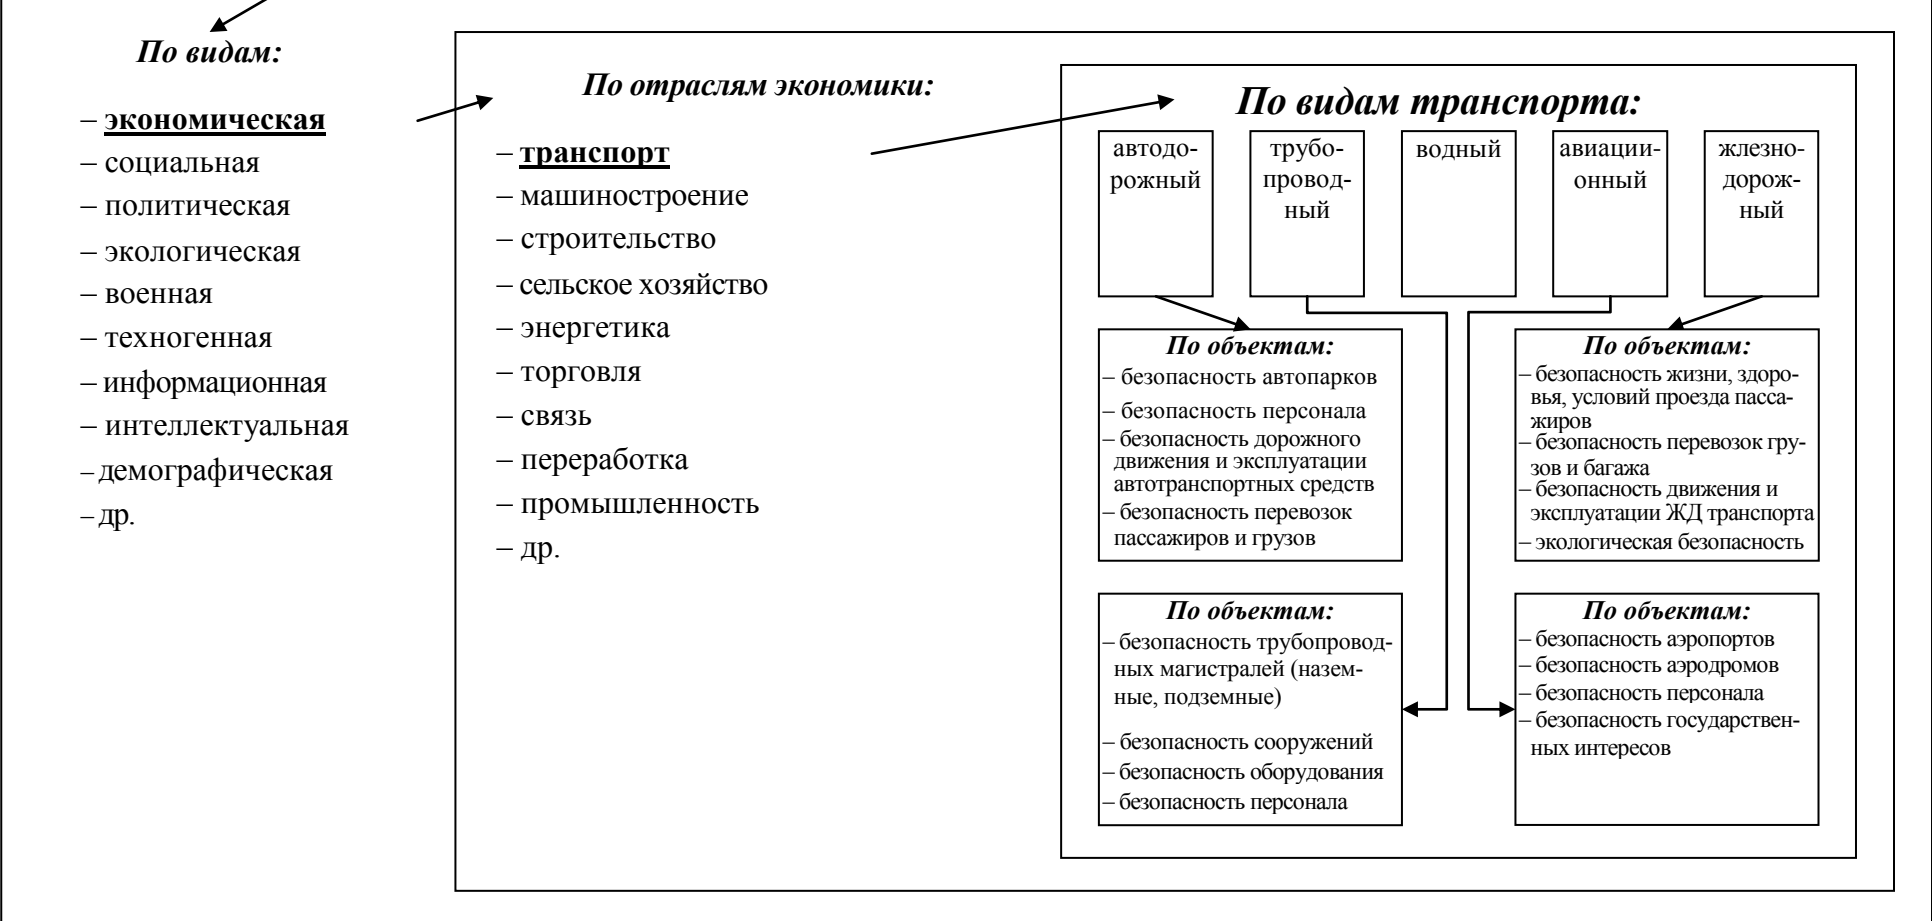 По видам:
– экономическая
– социальная
– политическая
– экологическая
– военная
– техногенная
– информационная
– интеллектуальная
– демографическая
– др.
По отраслям экономики:
– транспорт
– машиностроение
– строительство
– сельское хозяйство
– энергетика
– торговля
– связь
– переработка
– промышленность
– др.
По видам транспорта:
автодо-
рожный
трубо-
провод-
ный
водный
авиаци-
онный
жлезно-
дорож-
ный
По объектам:
– безопасность автопарков
– безопасность персонала
– безопасность дорожного
движения и эксплуатации
автотранспортных средств
– безопасность перевозок
пассажиров и грузов
По объектам:
– безопасность жизни, здоро-
вья, условий проезда пасса-
жиров
– безопасность перевозок гру-
зов и багажа
– безопасность движения и
эксплуатации ЖД транспорта
– экологическая безопасность
По объектам:
– безопасность трубопровод-
ных магистралей (назем-
ные, подземные)
– безопасность сооружений
– безопасность оборудования
– безопасность персонала
По объектам:
– безопасность аэропортов
– безопасность аэродромов
– безопасность персонала
– безопасность государствен-
ных интересов